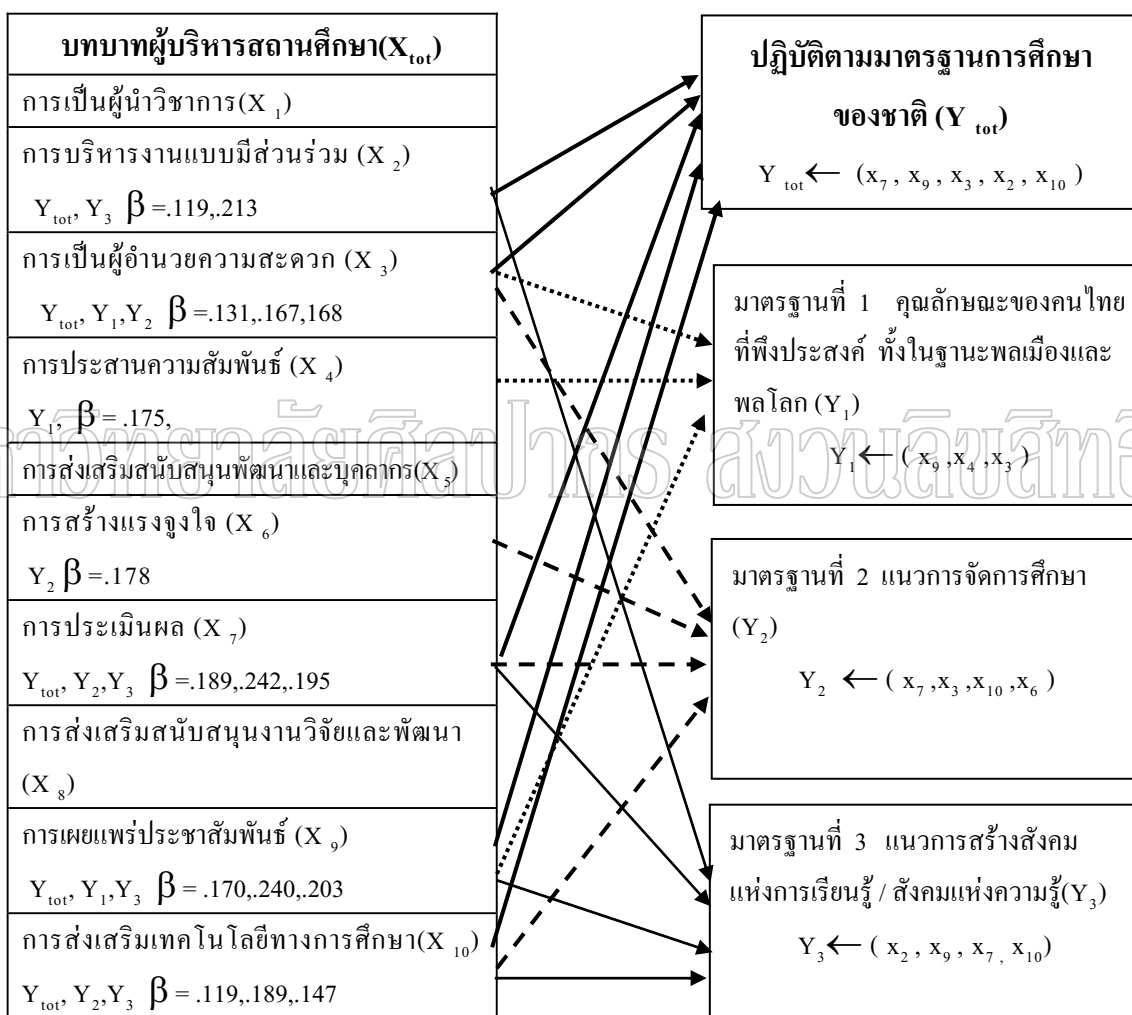 บทบาทผู้บริหารสถานศึกษา(X tot)
การเป็นผู้นำวิชาการ(X 1)
การบริหารงานแบบมีส่วนร่วม (X 2)
Y tot, Y 3 β =.119,.213
การเป็นผู้อำนวยความสะดวก (X 3)
Y tot, Y 1,Y 2 β =.131,.167,168
การประสานความสัมพันธ์ (X 4)
Y 1, β = .175,
การส่งเสริมสนับสนุนพัฒนาและบุคลากร(X 5)
การสร้างแรงจูงใจ (X 6)
Y 2 β =.178
การประเมินผล (X 7)
Y tot, Y 2,Y 3 β =.189,.242,.195
การส่งเสริมสนับสนุนงานวิจัยและพัฒนา
(X 8)
การเผยแพร่ประชาสัมพันธ์ (X 9)
Y tot, Y 1,Y 3 β = .170,.240,.203
การส่งเสริมเทคโนโลยีทางการศึกษา(X 10)
Y tot, Y 2,Y 3 β = .119,.189,.147
ปฏิบัติตามมาตรฐานการศึกษา
ของชาติ (Y tot)
Y tot ← (x 7 , x 9 , x 3 , x 2 , x 10 )
มาตรฐานที่ 1 คุณลักษณะของคนไทย
ที่พึงประสงค์ ทั้งในฐานะพลเมืองและ
พลโลก (Y 1)
Y 1 ← ( x 9 ,x 4 ,x 3 )
มาตรฐานที่ 2 แนวการจัดการศึกษา
(Y 2)
Y 2 ← ( x 7 ,x 3 ,x 10 ,x 6 )
มาตรฐานที่ 3 แนวการสร้างสังคม
แห่งการเรียนรู้ / สังคมแห่งความรู้(Y 3)
Y 3 ← ( x 2 , x 9 , x 7 , x 10)